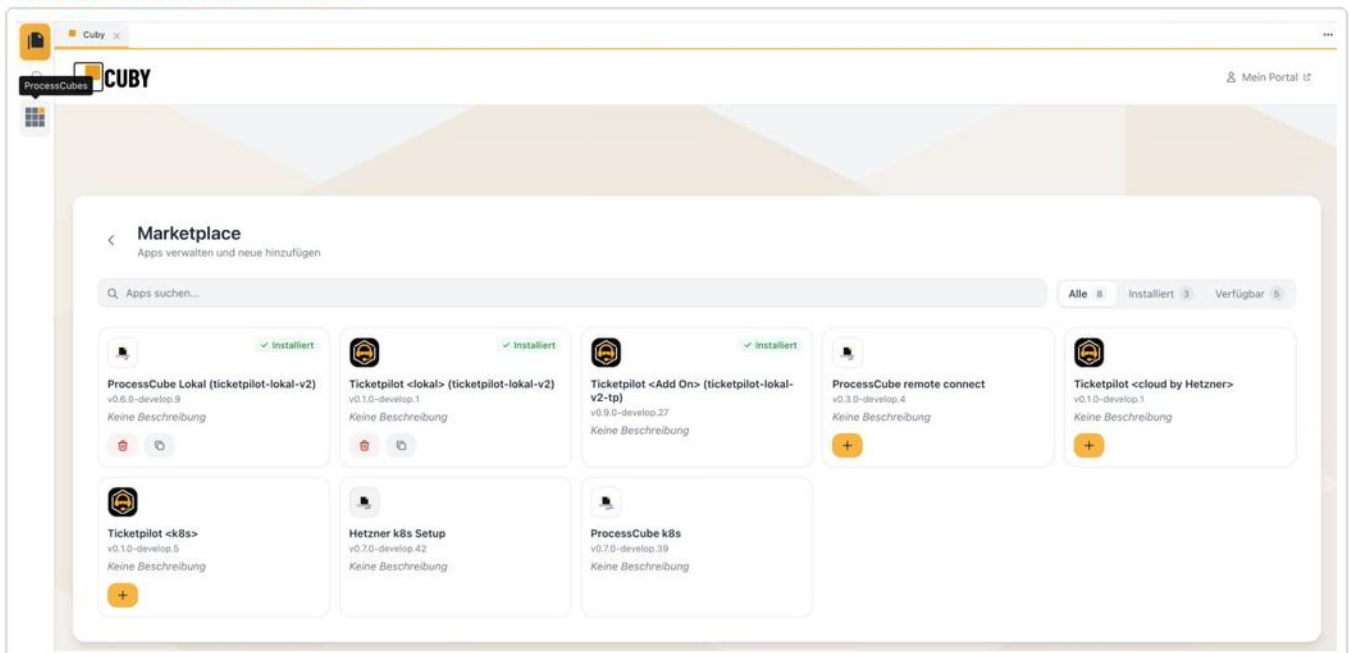 Cuby
ProcessCubes
CUBY
Mein Portal
Marketplace
Apps verwalten und neue hinzufügen
Apps suchen...
Alle 8
Installiert 3
Verfügbar 5
Installiert
ProcessCube Lokal (ticketpilot-lokal-v2)
v0.6.0-develop.9
Keine Beschreibung
Installiert
Ticketpilot <lokal> (ticketpilot-lokal-v2)
v0.1.0-develop.1
Keine Beschreibung
Installiert
Ticketpilot <Add On> (ticketpilot-lokal-
v2-tp)
v0.9.0-develop.27
Keine Beschreibung
ProcessCube remote connect
v0.3.0-develop.4
Keine Beschreibung
Ticketpilot <cloud by Hetzner>
v0.1.0-develop.1
Keine Beschreibung
Ticketpilot <k8s>
v0.1.0-develop.5
Keine Beschreibung
Hetzner k8s Setup
v0.7.0-develop.42
Keine Beschreibung
ProcessCube k8s
v0.7.0-develop.39
Keine Beschreibung